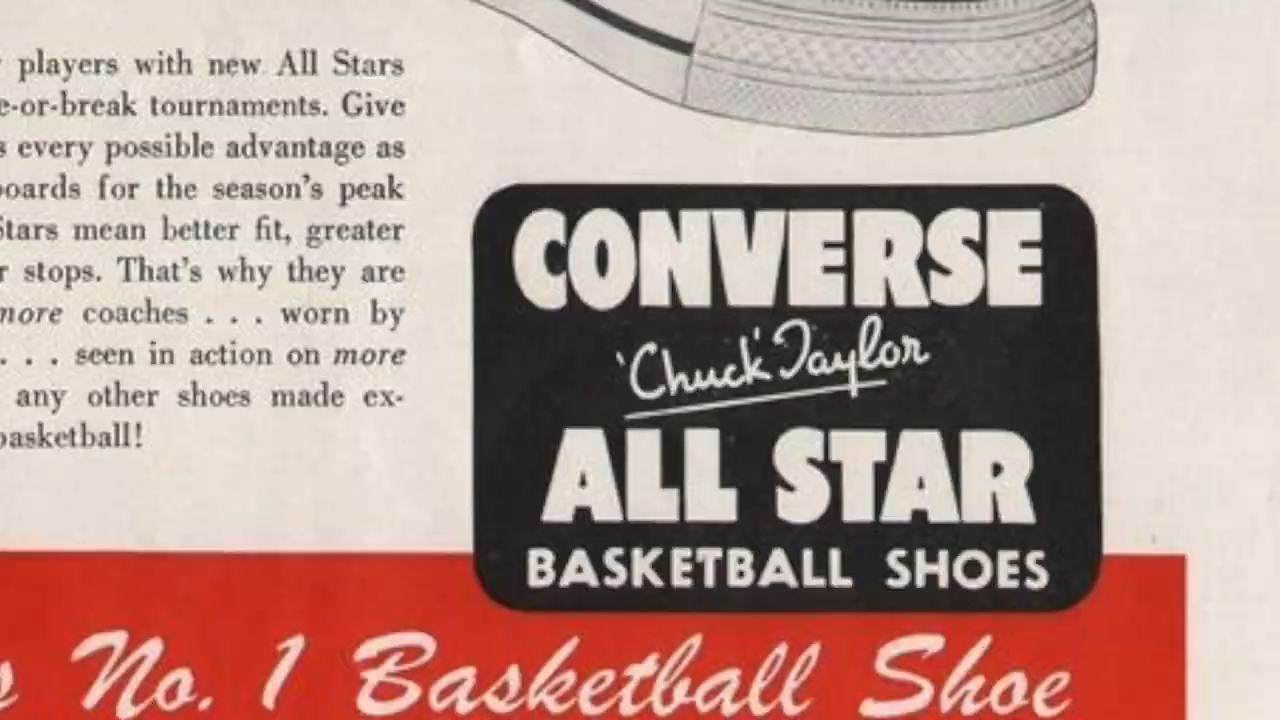 players with new All Stars
e-or-break tournaments. Give
s every possible advantage as
boards for the season's peak
Stars mean better fit, greater
r stops. That's why they are
more coaches . . . worn by
. . . seen in action on more
any other shoes made ex-
basketball!
CONVERSE
'Chuck' Taylor
ALL STAR
BASKETBALL SHOES
s No. 1 Basketball Shoe